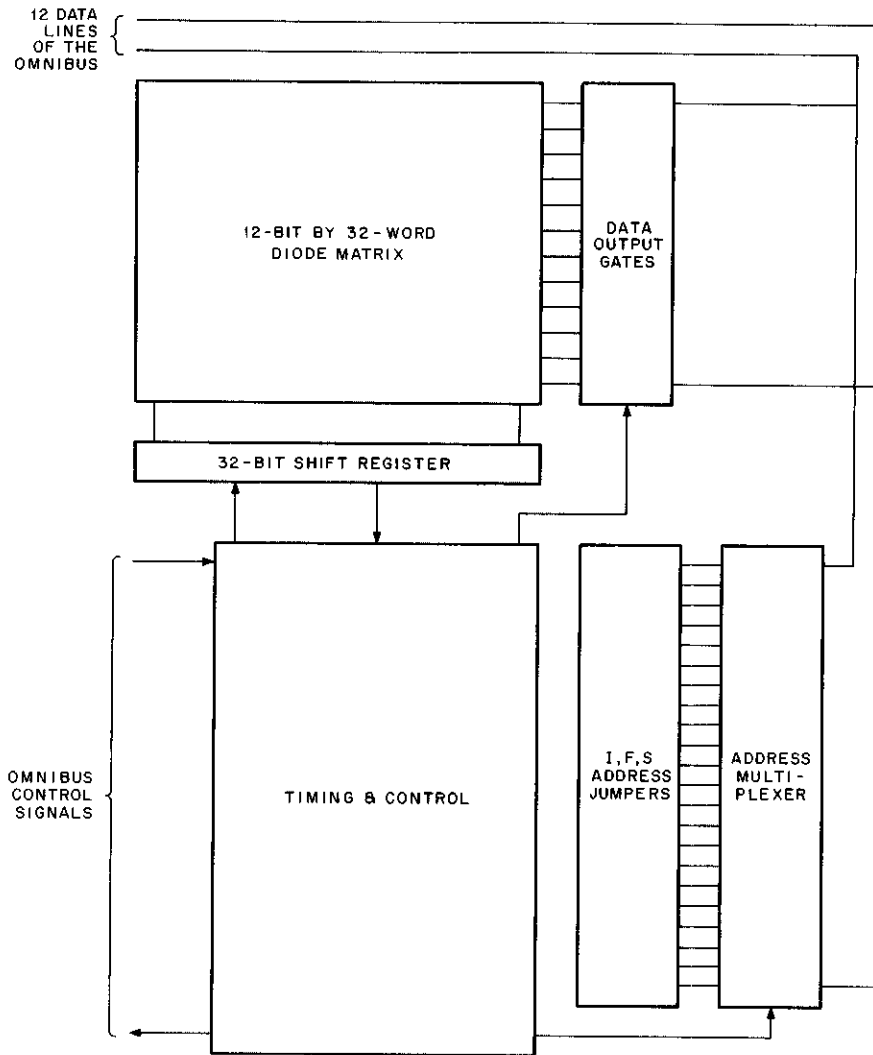 12 DATA
LINES
OF THE
OMNIBUS
12-BIT BY 32-WORD
DIODE MATRIX
DATA
OUTPUT
GATES
32-BIT SHIFT REGISTER
OMNIBUS
CONTROL
SIGNALS
TIMING & CONTROL
I,F,S
ADDRESS
JUMPERS
ADDRESS
MULTI-
PLEXER